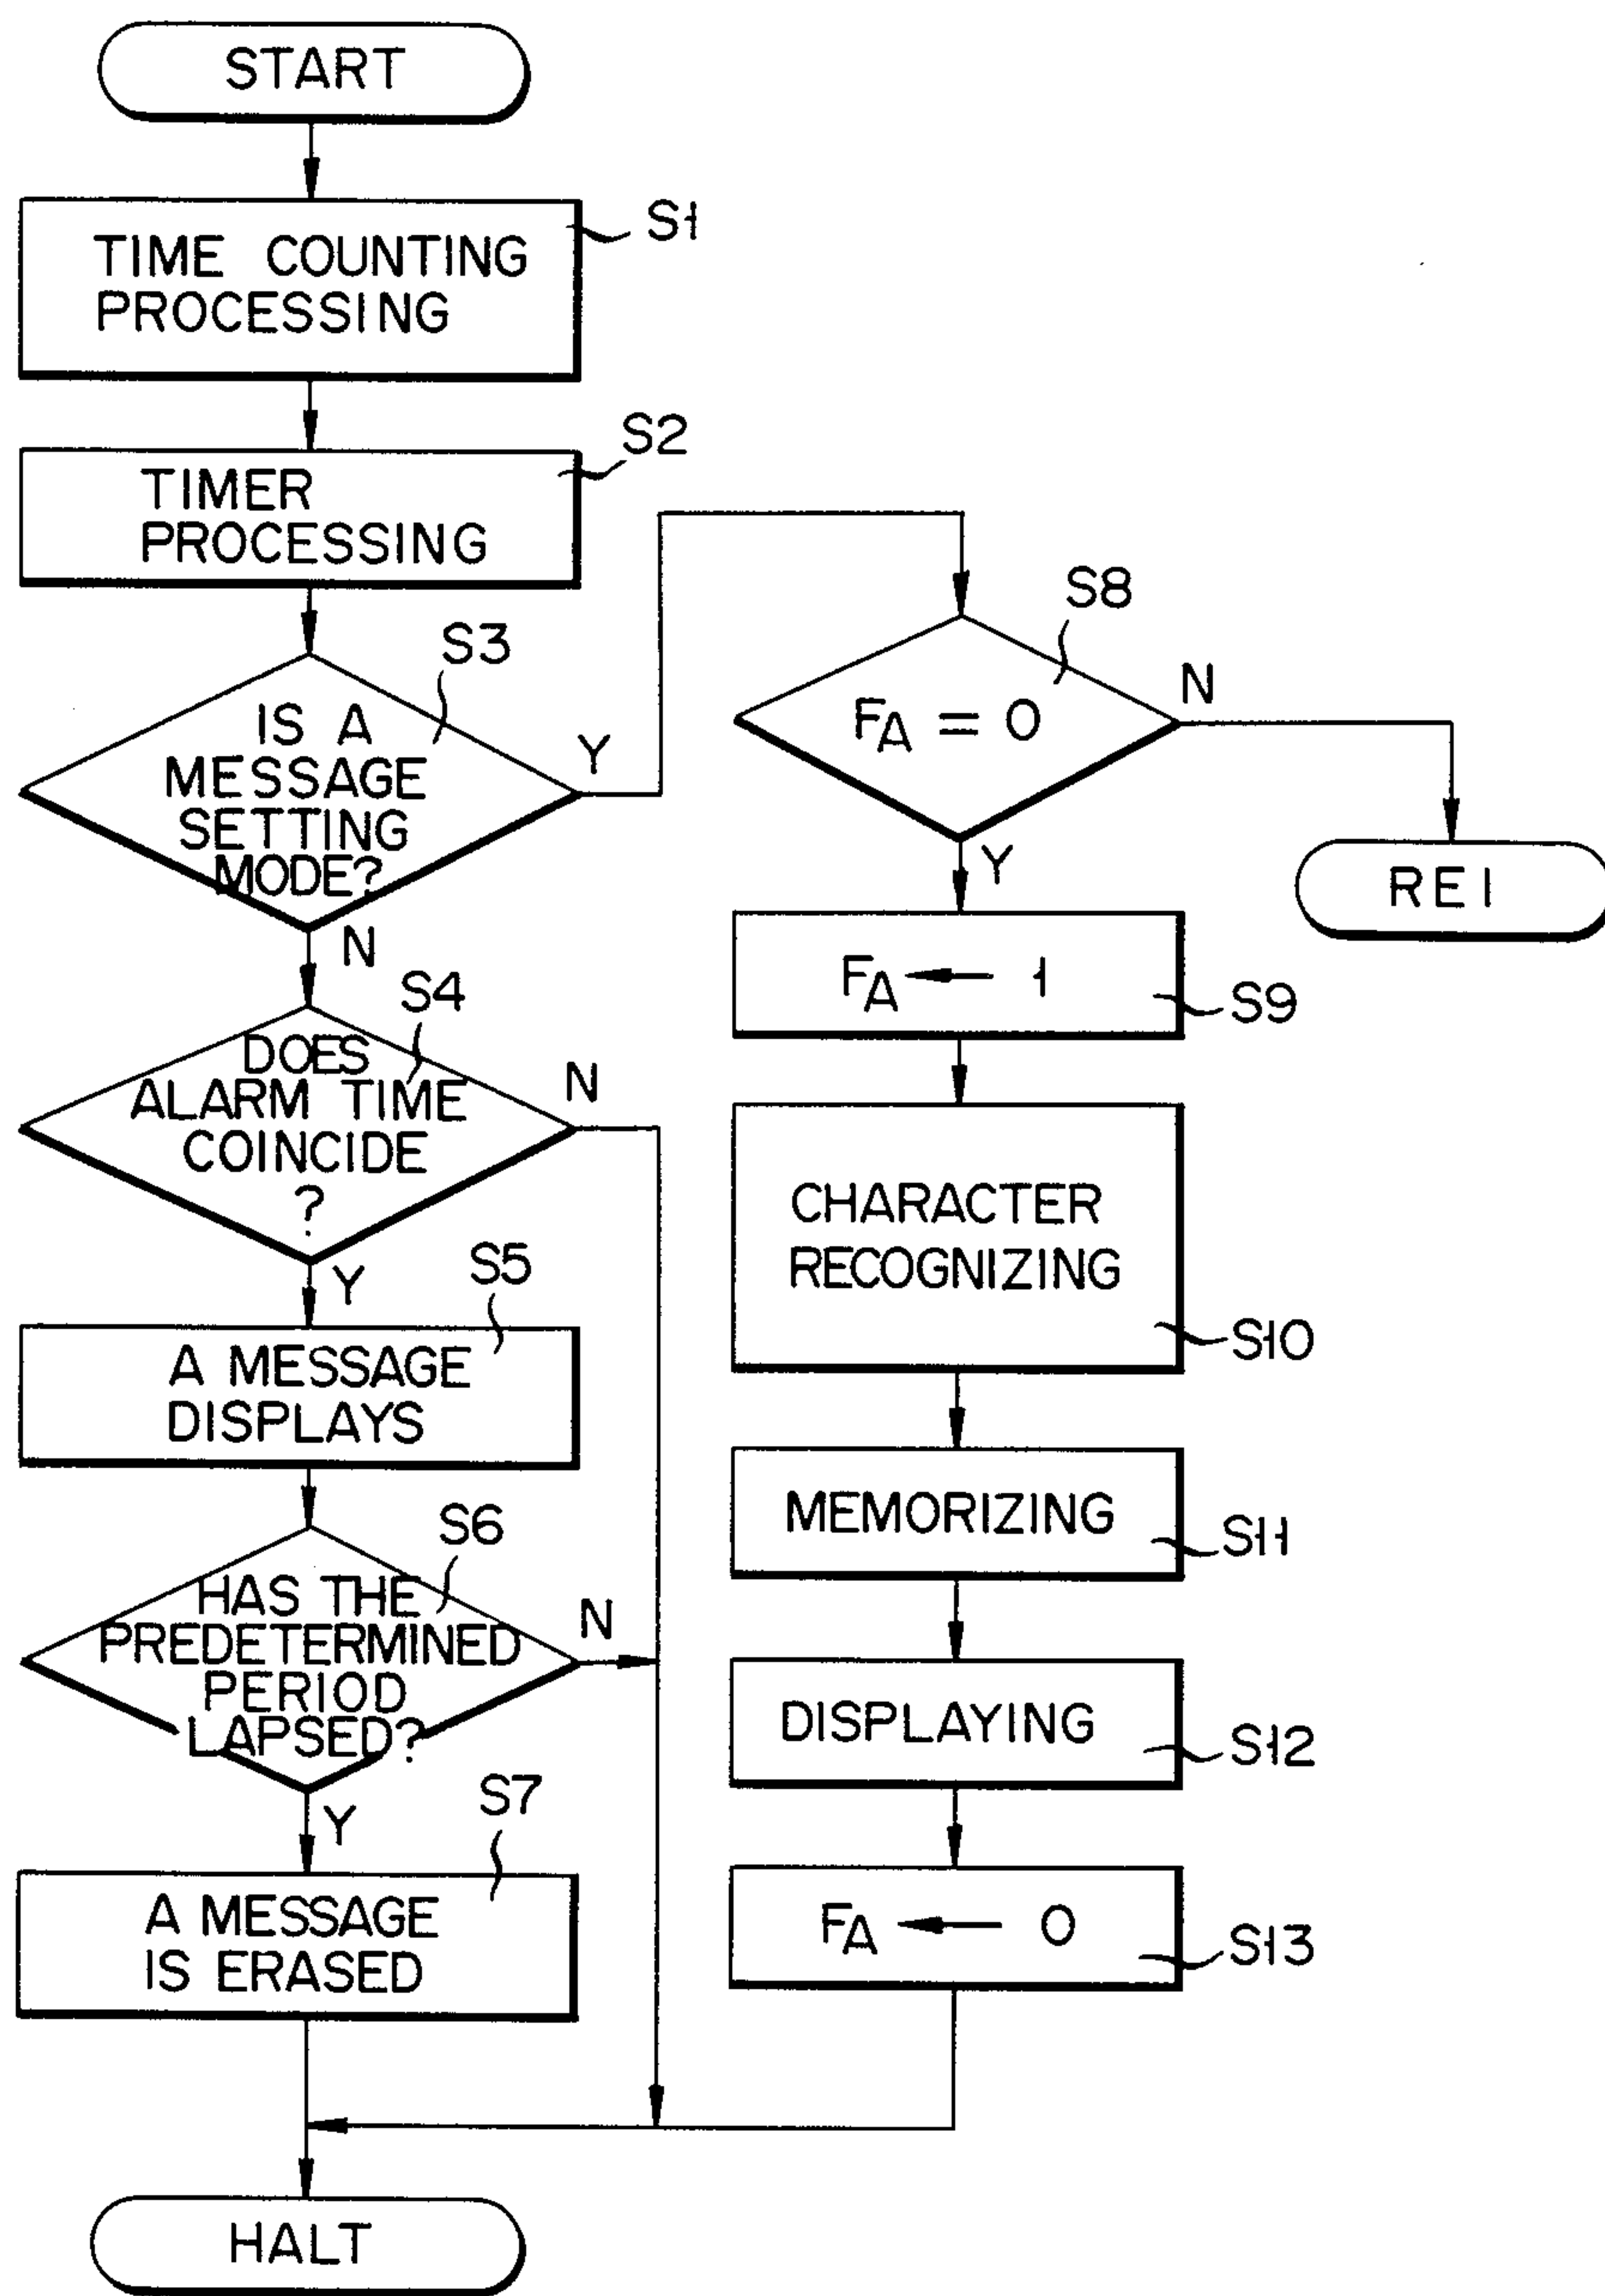 START
TIME COUNTING
PROCESSING
S1
TIMER
PROCESSING
S2
IS A
MESSAGE
SETTING
MODE?
S3
Y
N
DOES
ALARM TIME
COINCIDE
?
S4
N
Y
A MESSAGE
DISPLAYS
S5
HAS THE
PREDETERMINED
PERIOD
LAPSED?
S6
N
Y
A MESSAGE
IS ERASED
S7
HALT
FA = 0
S8
N
Y
REI
FA ← 1
S9
CHARACTER
RECOGNIZING
S10
MEMORIZING
S11
DISPLAYING
S12
FA ← 0
S13